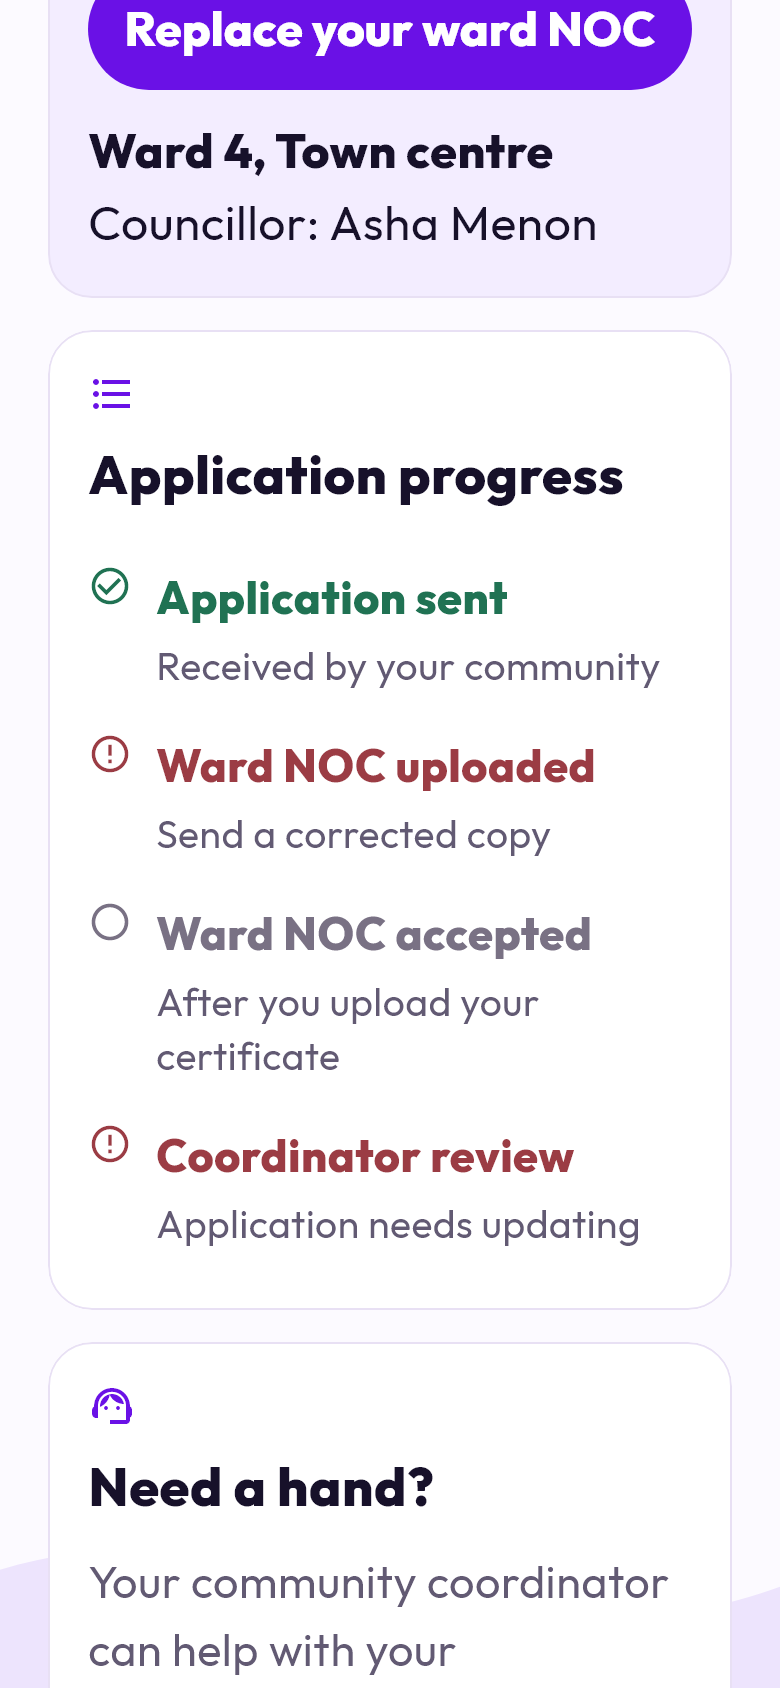 Replace your ward NOC
Ward 4, Town centre
Councillor: Asha Menon
Application progress
Application sent
Received by your community
Ward NOC uploaded
Send a corrected copy
Ward NOC accepted
After you upload your
certificate
Coordinator review
Application needs updating
Need a hand?
Your community coordinator
can help with your